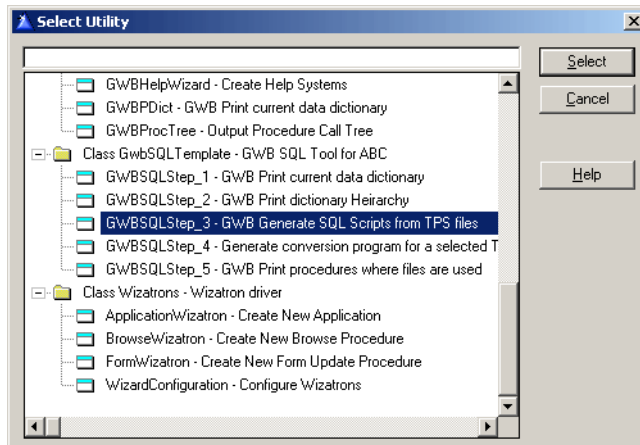 Select Utility
Select
GWBHelpWizard - Create Help Systems
Cancel
GWBPDict - GWB Print current data dictionary
GWBProcTree - Output Procedure Call Tree
Class GwbSQLTemplate - GWB SQL Tool for ABC
Help
GWBSQLStep_1 - GWB Print current data dictionary
GWBSQLStep_2 - GWB Print dictionary Heirarchy
GWBSQLStep_3 - GWB Generate SQL Scripts from TPS files
GWBSQLStep_4 - Generate conversion program for a selected T
GWBSQLStep_5 - GWB Print procedures where files are used
Class Wizatrons - Wizatron driver
ApplicationWizatron - Create New Application
BrowseWizatron - Create New Browse Procedure
FormWizatron - Create New Form Update Procedure
WizardConfiguration - Configure Wizatrons